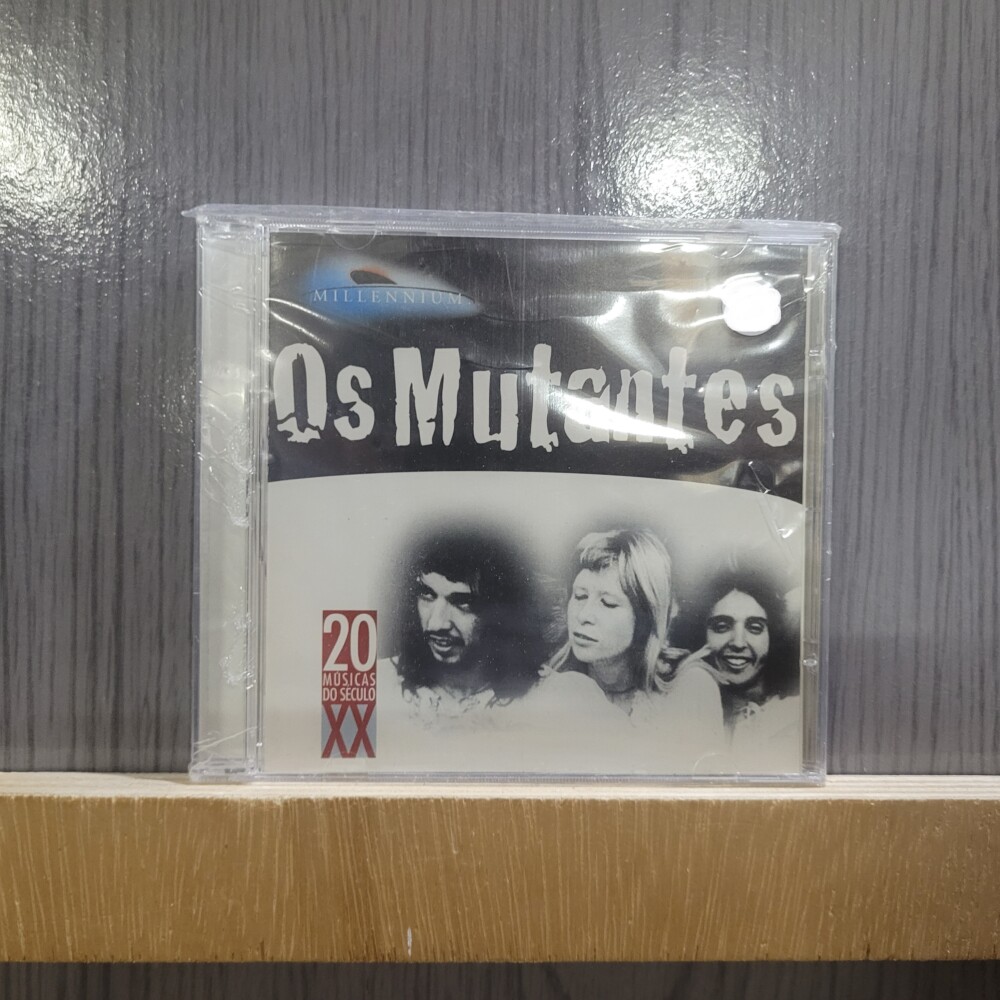 MILLENNIUM
Os Mutantes
20
MÚSICAS
DO SÉCULO
XX